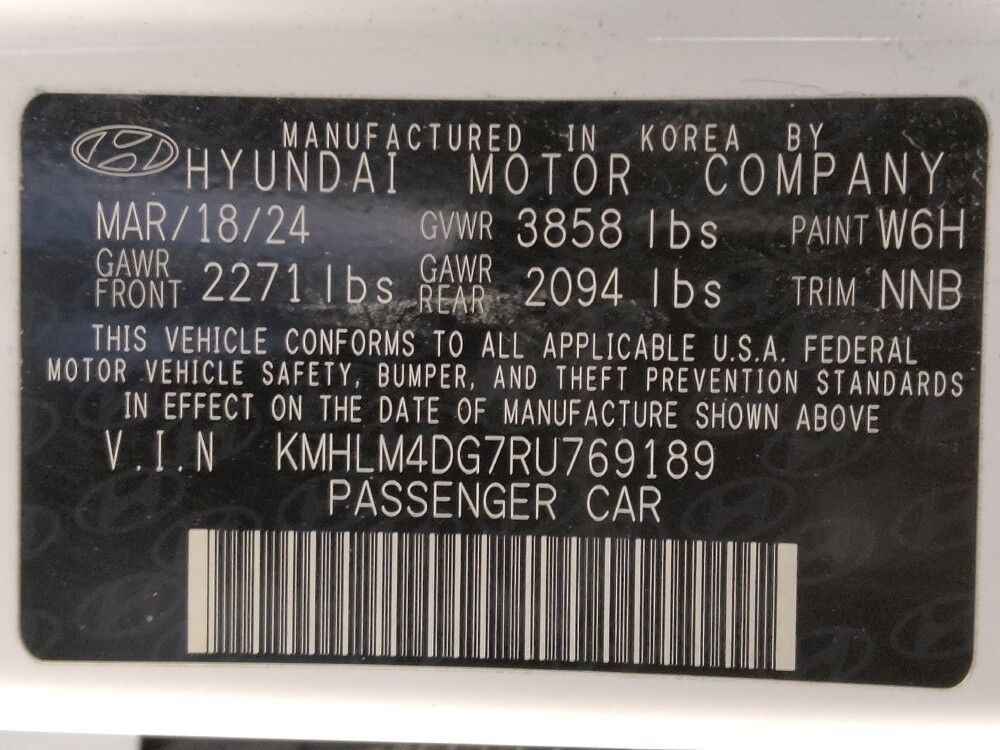 MANUFACTURED IN KOREA BY
HYUNDAI MOTOR COMPANY
MAR/18/24 GVWR 3858 lbs PAINT W6H
GAWR FRONT 2271 lbs GAWR REAR 2094 lbs TRIM NNB
THIS VEHICLE CONFORMS TO ALL APPLICABLE U.S.A. FEDERAL
MOTOR VEHICLE SAFETY, BUMPER, AND THEFT PREVENTION STANDARDS
IN EFFECT ON THE DATE OF MANUFACTURE SHOWN ABOVE
V.I.N KMHLM4DG7RU769189
PASSENGER CAR